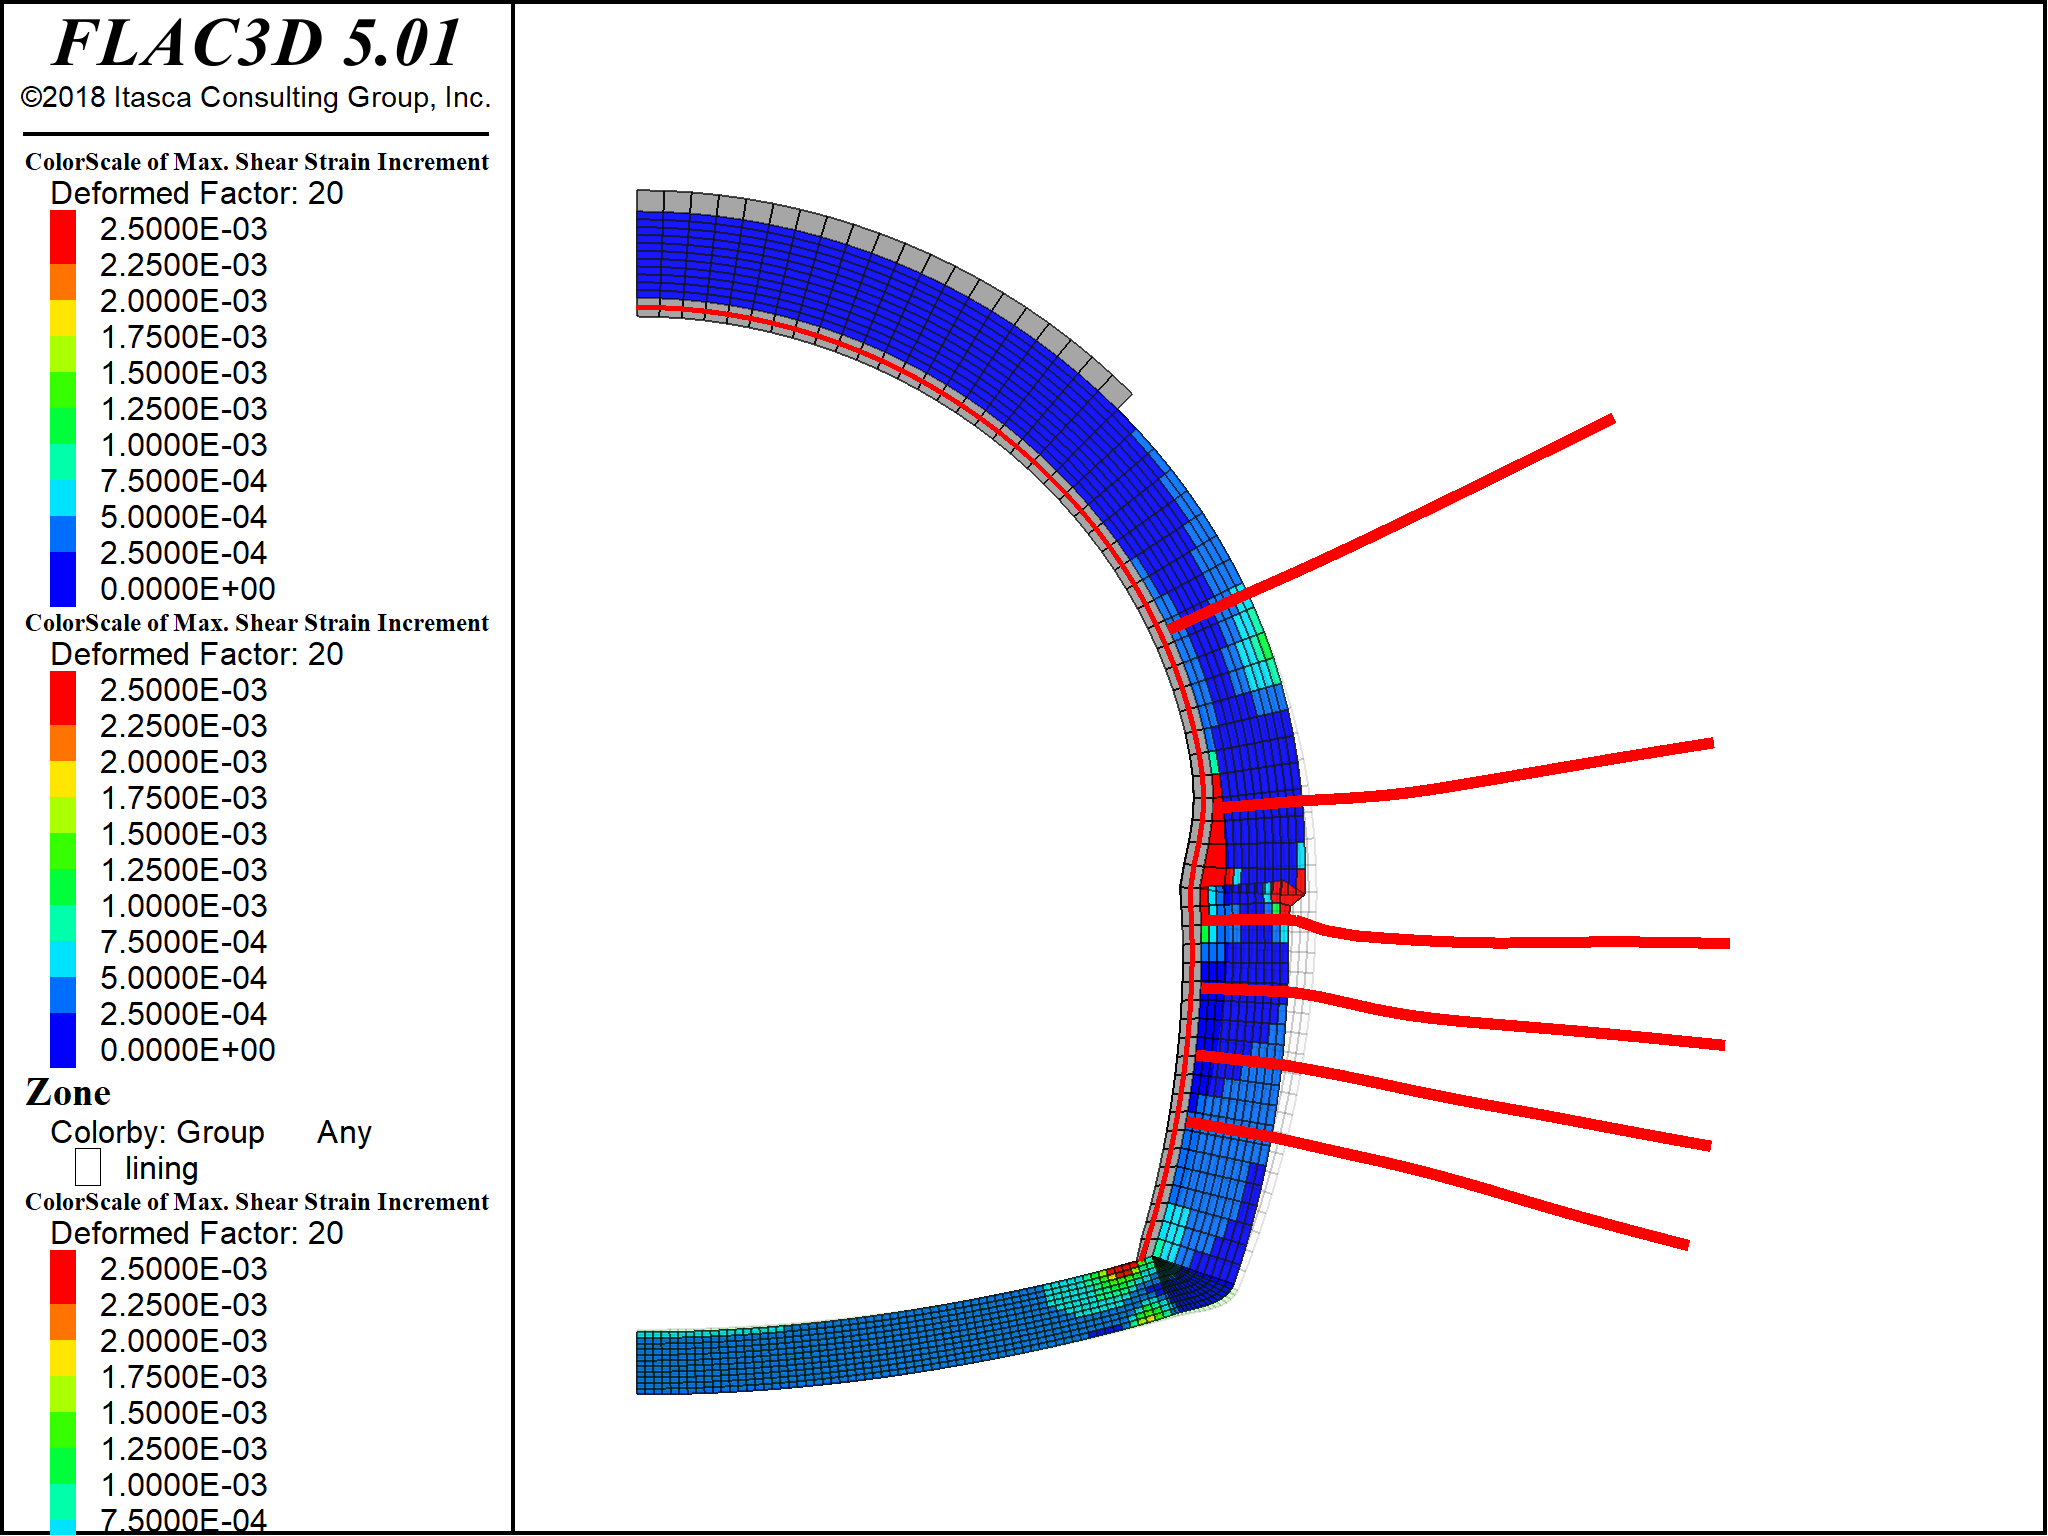 FLAC3D 5.01
©2018 Itasca Consulting Group, Inc.
ColorScale of Max. Shear Strain Increment
Deformed Factor: 20
2.5000E-03
2.2500E-03
2.0000E-03
1.7500E-03
1.5000E-03
1.2500E-03
1.0000E-03
7.5000E-04
5.0000E-04
2.5000E-04
0.0000E+00
ColorScale of Max. Shear Strain Increment
Deformed Factor: 20
2.5000E-03
2.2500E-03
2.0000E-03
1.7500E-03
1.5000E-03
1.2500E-03
1.0000E-03
7.5000E-04
5.0000E-04
2.5000E-04
0.0000E+00
Zone
Colorby: Group Any
lining
ColorScale of Max. Shear Strain Increment
Deformed Factor: 20
2.5000E-03
2.2500E-03
2.0000E-03
1.7500E-03
1.5000E-03
1.2500E-03
1.0000E-03
7.5000E-04